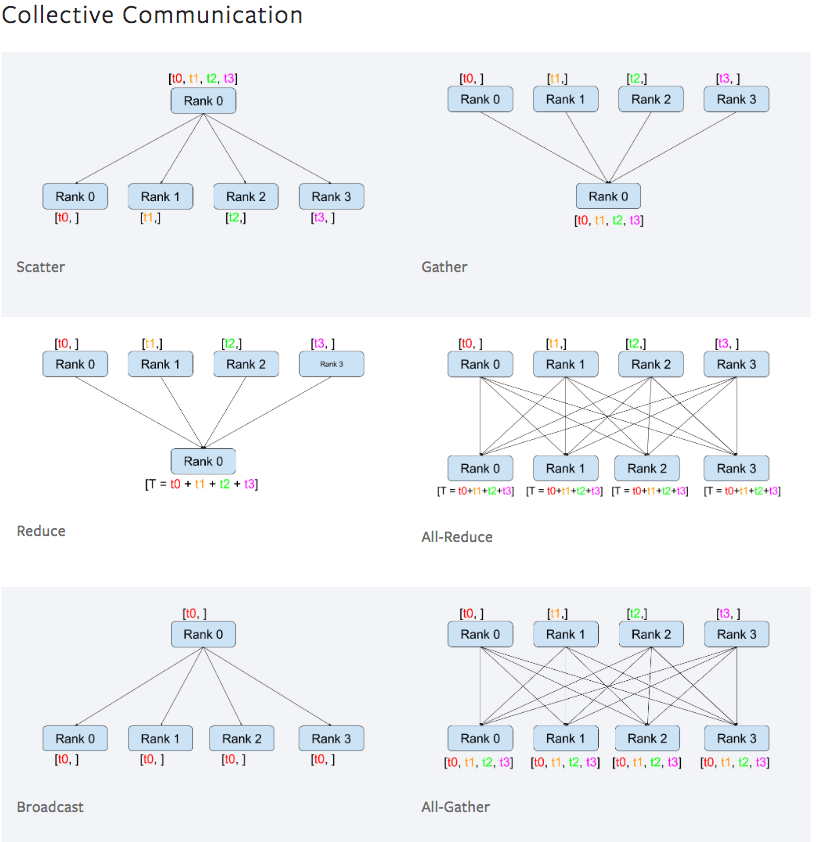 Collective Communication
[t0, t1, t2, t3]
Rank 0
Rank 0 Rank 1 Rank 2 Rank 3
[t0, ] [t1,] [t2,] [t3, ]
Scatter
[t0, ] [t1,] [t2,] [t3, ]
Rank 0 Rank 1 Rank 2 Rank 3
Rank 0
[t0, t1, t2, t3]
Gather
[t0, ] [t1,] [t2,] [t3, ]
Rank 0 Rank 1 Rank 2 Rank 3
Rank 0
[T = t0 + t1 + t2 + t3]
Reduce
[t0, ] [t1,] [t2,] [t3, ]
Rank 0 Rank 1 Rank 2 Rank 3
Rank 0 Rank 1 Rank 2 Rank 3
[T = t0+t1+t2+t3] [T = t0+t1+t2+t3] [T = t0+t1+t2+t3] [T = t0+t1+t2+t3]
All-Reduce
[t0, ]
Rank 0
Rank 0 Rank 1 Rank 2 Rank 3
[t0, ] [t0, ] [t0, ] [t0, ]
Broadcast
[t0, ] [t1,] [t2,] [t3, ]
Rank 0 Rank 1 Rank 2 Rank 3
Rank 0 Rank 1 Rank 2 Rank 3
[t0, t1, t2, t3] [t0, t1, t2, t3] [t0, t1, t2, t3] [t0, t1, t2, t3]
All-Gather